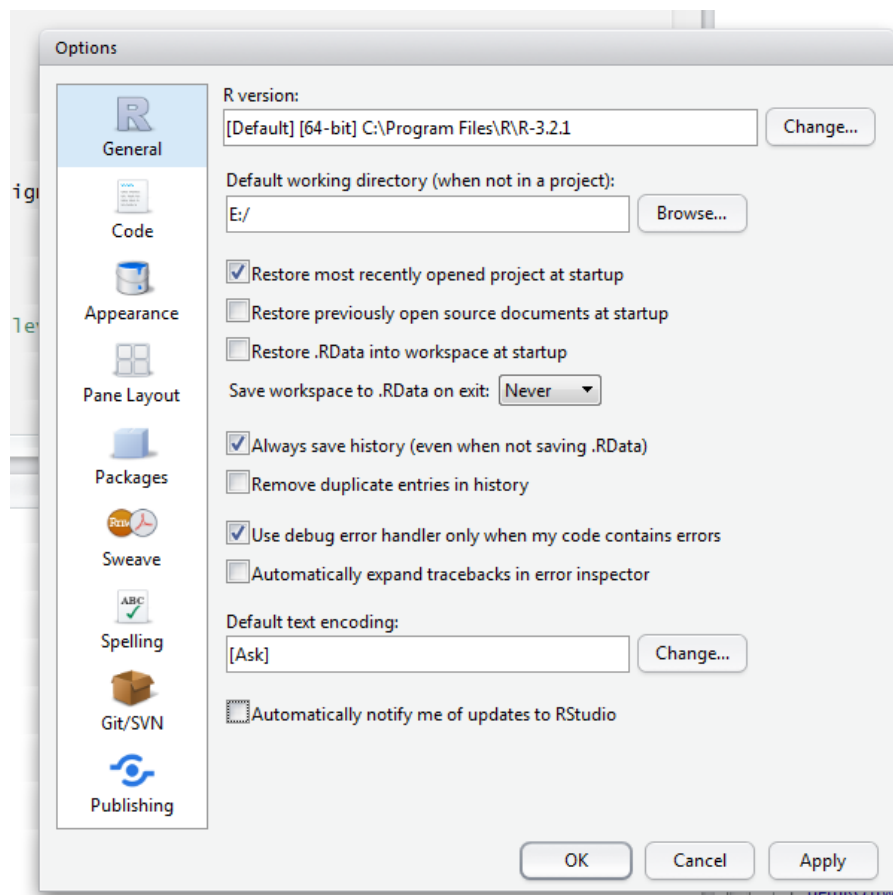 Options
R version:
[Default] [64-bit] C:\Program Files\R\R-3.2.1
Change...
General
Default working directory (when not in a project):
E:/
Browse...
Code
Restore most recently opened project at startup
Appearance
Restore previously open source documents at startup
Restore .RData into workspace at startup
Pane Layout
Save workspace to .RData on exit: Never
Always save history (even when not saving .RData)
Packages
Remove duplicate entries in history
Use debug error handler only when my code contains errors
Sweave
Automatically expand tracebacks in error inspector
ABC
Spelling
Default text encoding:
[Ask]
Change...
Git/SVN
Automatically notify me of updates to RStudio
Publishing
OK Cancel Apply